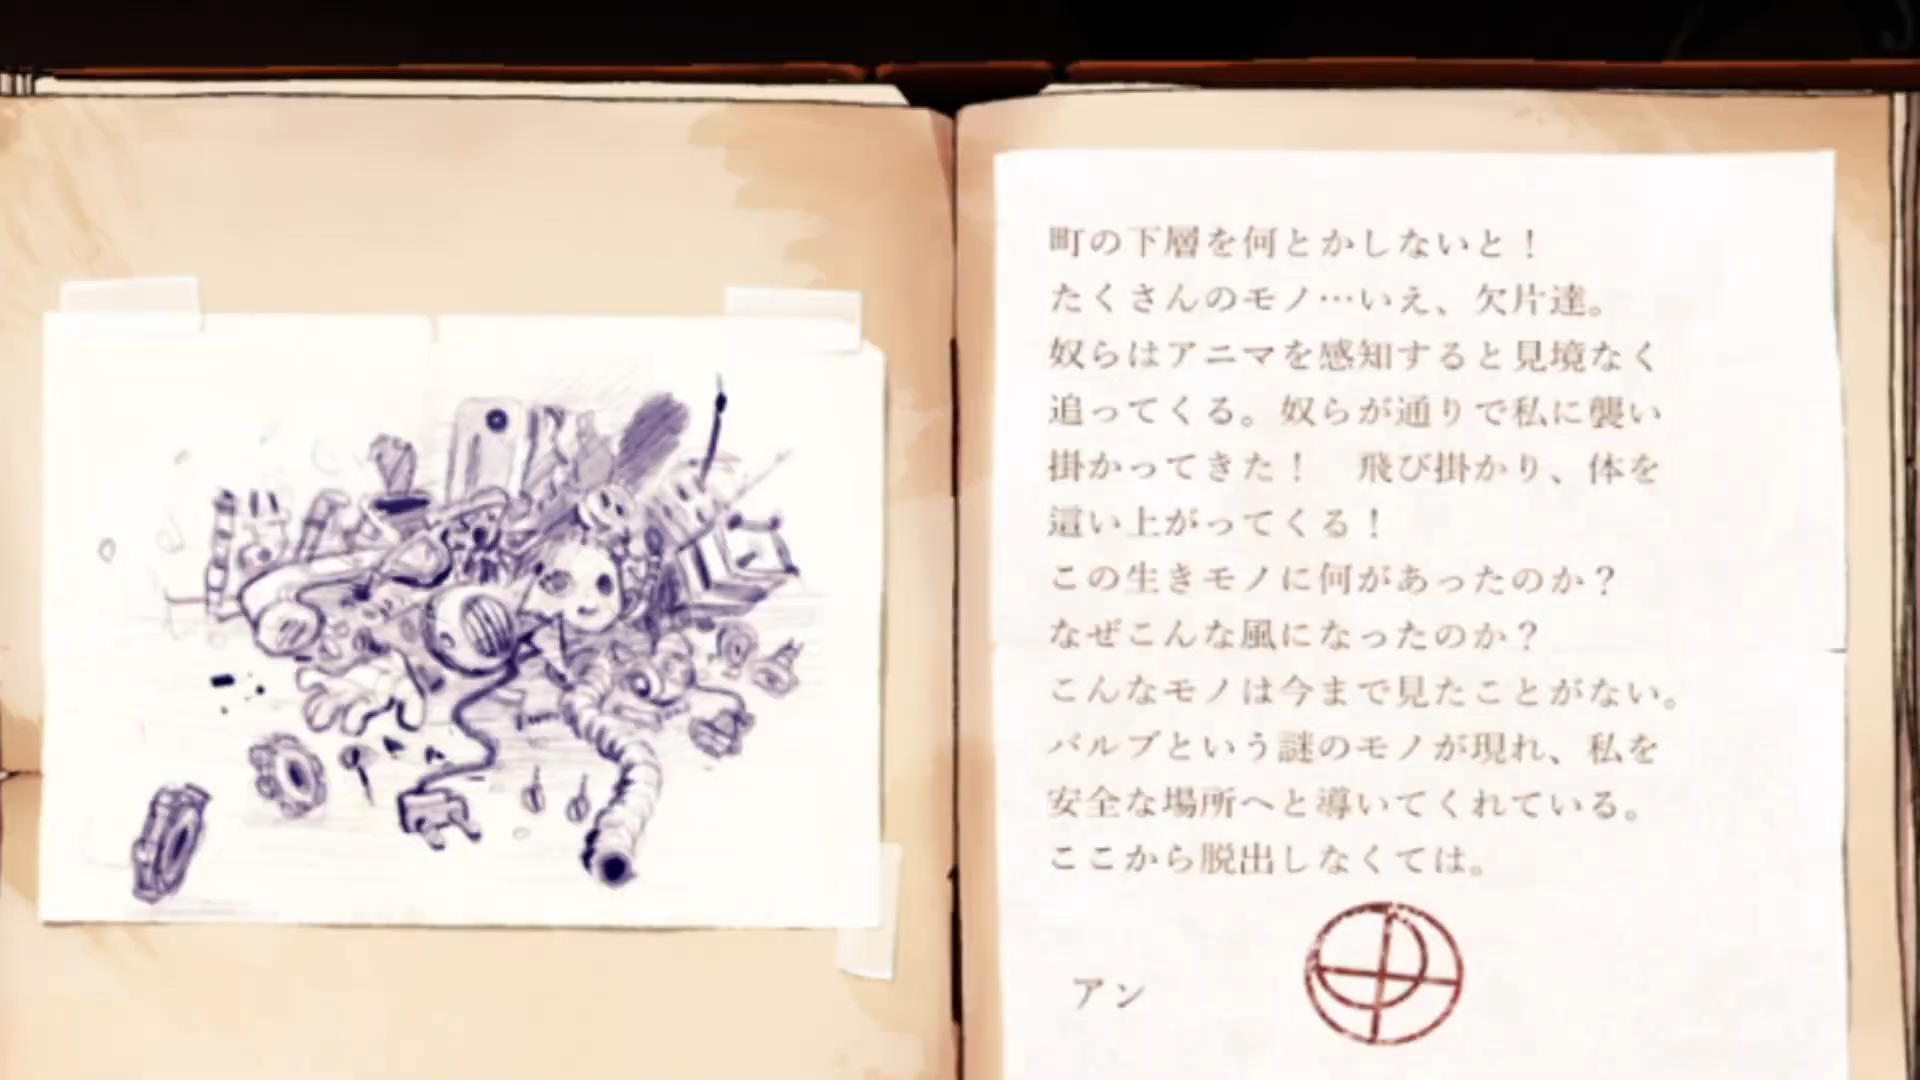 町の下層を何とかしないと！
たくさんのモノ…いえ、欠片達。
奴らはアニマを感知すると見境なく
追ってくる。奴らが通りで私に襲い
掛かってきた！　飛び掛かり、体を
這い上がってくる！
この生きモノに何があったのか？
なぜこんな風になったのか？
こんなモノは今まで見たことがない。
バルブという謎のモノが現れ、私を
安全な場所へと導いてくれている。
ここから脱出しなくては。
アン